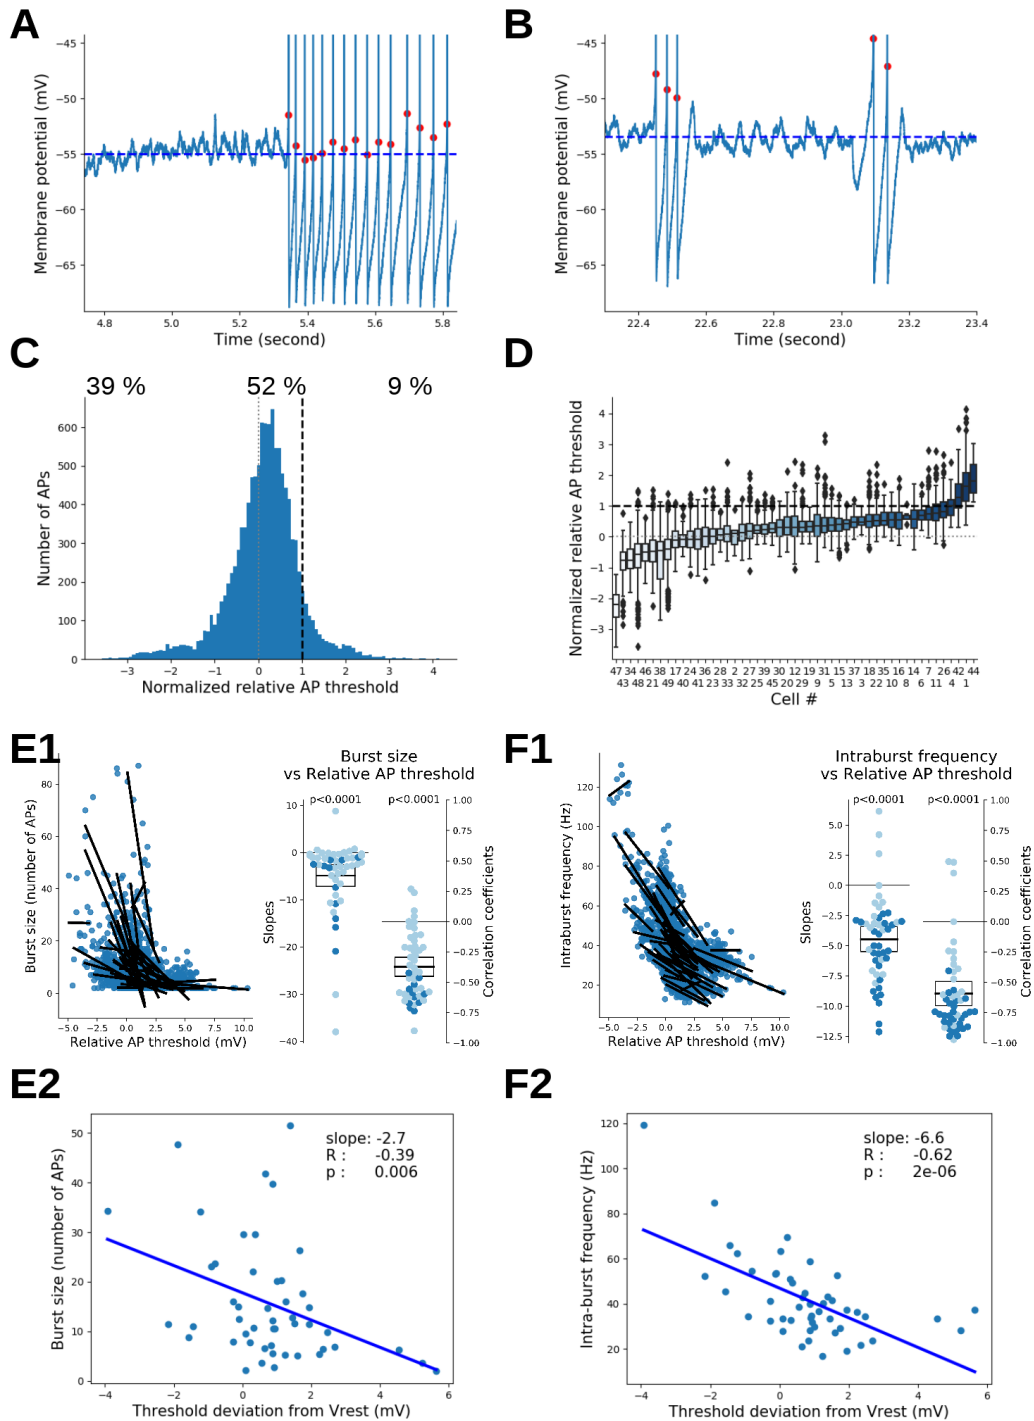 A
−45
−50
−55
−60
−65
Membrane potential (mV)
4.8 5.0 5.2 5.4 5.6 5.8
Time (second)
B
−45
−50
−55
−60
−65
Membrane potential (mV)
22.4 22.6 22.8 23.0 23.2 23.4
Time (second)
C
39 % 52 % 9 %
600
500
400
300
200
100
0
Number of APs
−3 −2 −1 0 1 2 3 4
Normalized relative AP threshold
D
4
3
2
1
0
−1
−2
−3
Normalized relative AP threshold
47 34 46 38 17 24 36 28 2 27 25 30 12 19 31 15 37 18 35 16 14 7 26 42 44
43 48 21 49 40 41 23 33 32 25 45 20 29 9 5 13 3 22 10 8 6 11 4 1
Cell #
E1
80
60
40
20
0
Burst size (number of APs)
−5.0 −2.5 0.0 2.5 5.0 7.5 10.0
Relative AP threshold (mV)
Burst size
vs Relative AP threshold
p<0.0001 p<0.0001
10
0
−10
−20
−30
−40
Slopes
1.00
0.75
0.50
0.25
0.00
−0.25
−0.50
−0.75
−1.00
Correlation coefficients
F1
120
100
80
60
40
20
Intraburst frequency (Hz)
−5.0 −2.5 0.0 2.5 5.0 7.5 10.0
Relative AP threshold (mV)
Intraburst frequency
vs Relative AP threshold
p<0.0001 p<0.0001
5.0
2.5
0.0
−2.5
−5.0
−7.5
−10.0
−12.5
Slopes
1.00
0.75
0.50
0.25
0.00
−0.25
−0.50
−0.75
−1.00
Correlation coefficients
E2
50
40
30
20
10
0
Burst size (number of APs)
slope: -2.7
R : -0.39
p : 0.006
−4 −2 0 2 4 6
Threshold deviation from Vrest (mV)
F2
120
100
80
60
40
20
Intra-burst frequency (Hz)
slope: -6.6
R : -0.62
p : 2e-06
−4 −2 0 2 4 6
Threshold deviation from Vrest (mV)